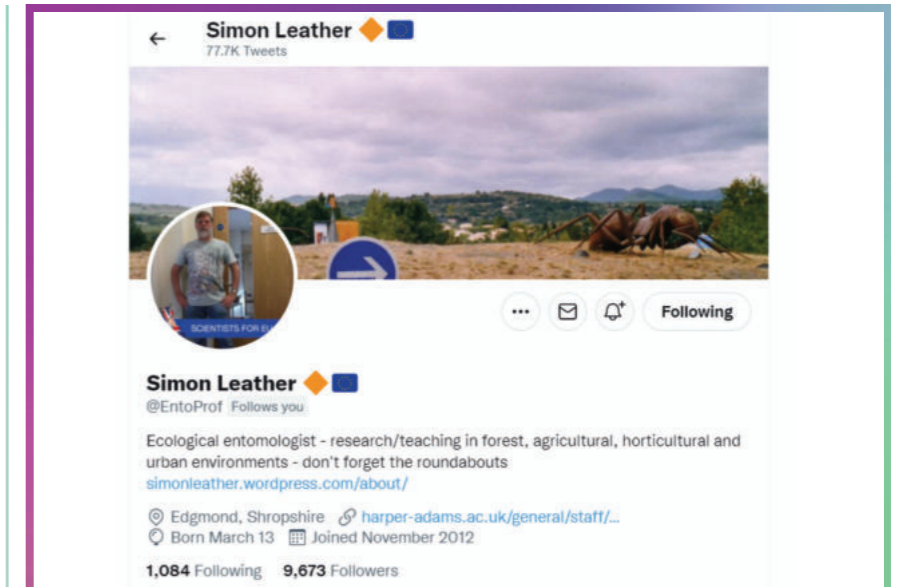 Simon Leather 🔶 🇪🇺
77.7K Tweets
SCIENTISTS FOR EU
Following
Simon Leather 🔶 🇪🇺
@EntoProf Follows you
Ecological entomologist - research/teaching in forest, agricultural, horticultural and
urban environments - don't forget the roundabouts
simonleather.wordpress.com/about/
Edgmond, Shropshire harper-adams.ac.uk/general/staff/...
Born March 13 Joined November 2012
1,084 Following 9,673 Followers